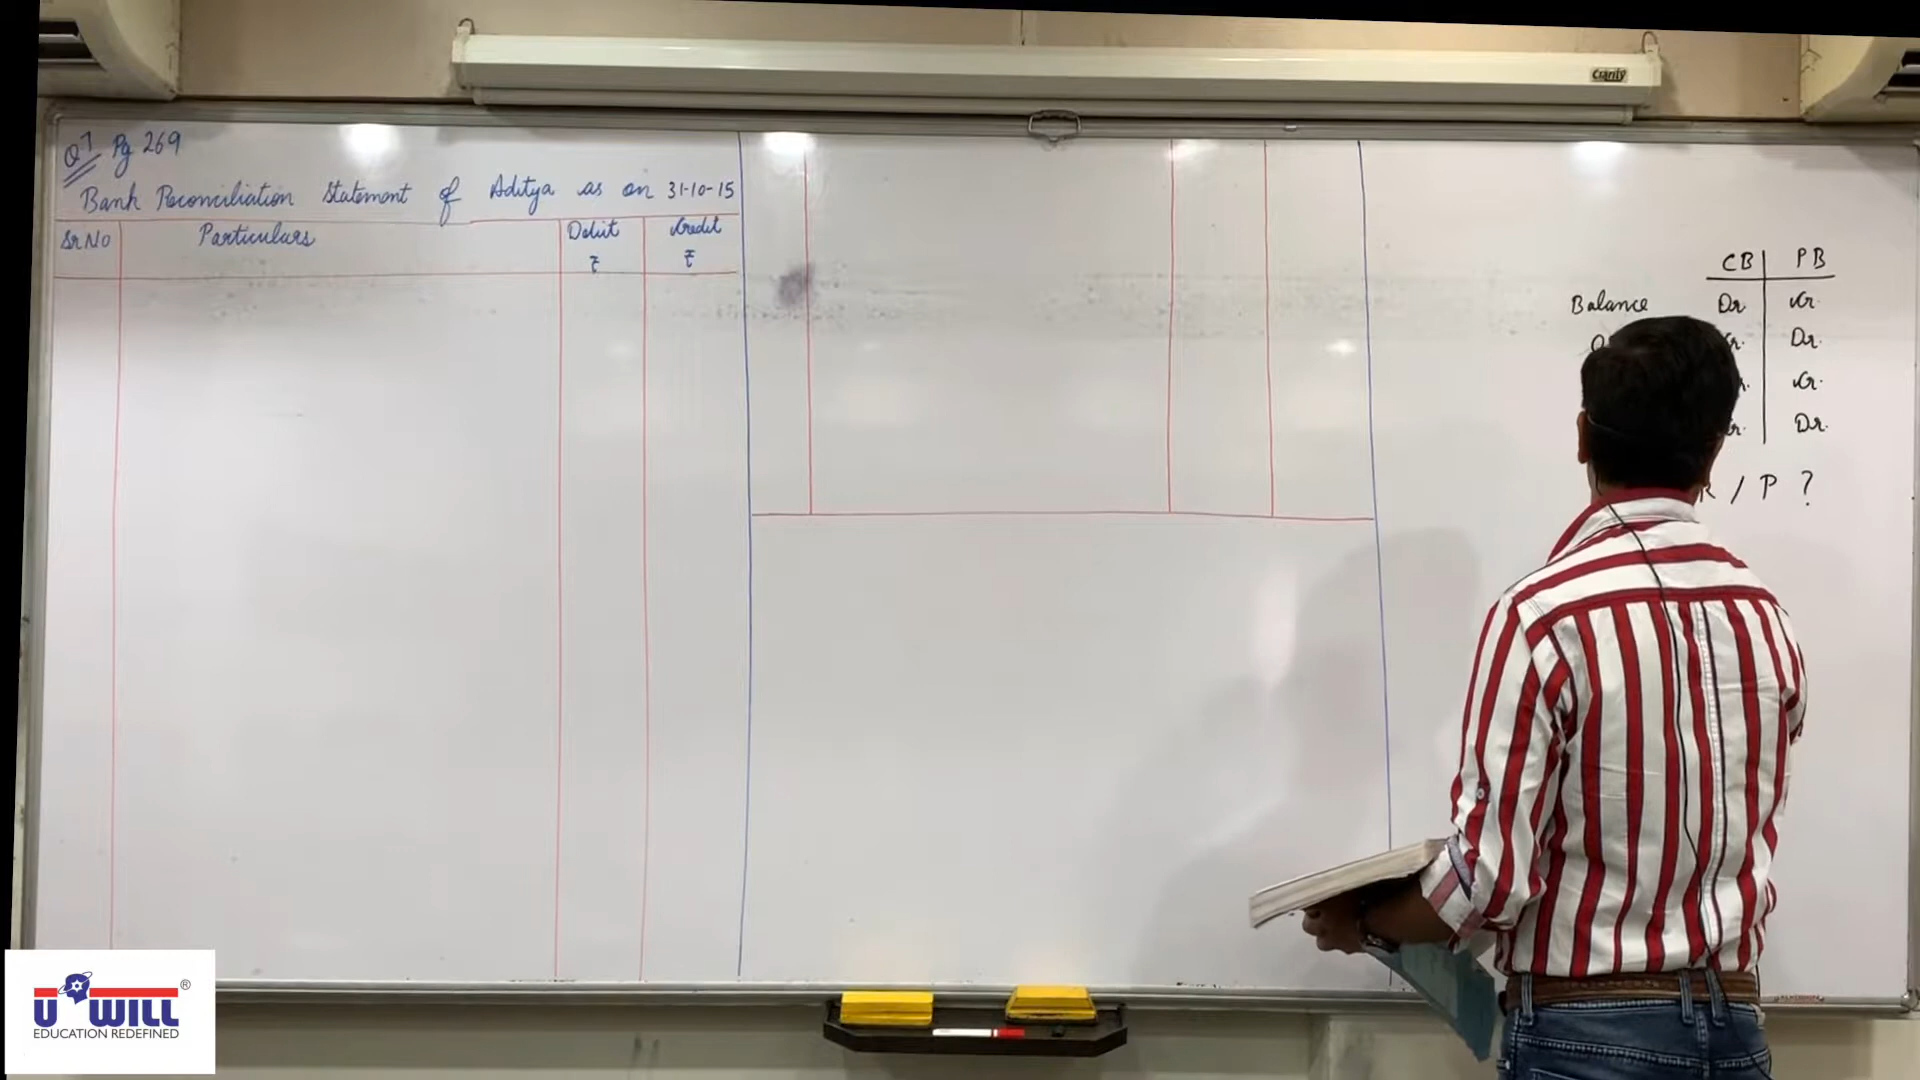 Q7 Pg 269
Bank Reconciliation Statement of Aditya as on 31-10-15
Sr No Particulars Debit Credit
₹ ₹
CB PB
Balance Dr Cr.
Dr.
Cr.
Dr.
/ P ?
Clarity
U WILL ®
EDUCATION REDEFINED